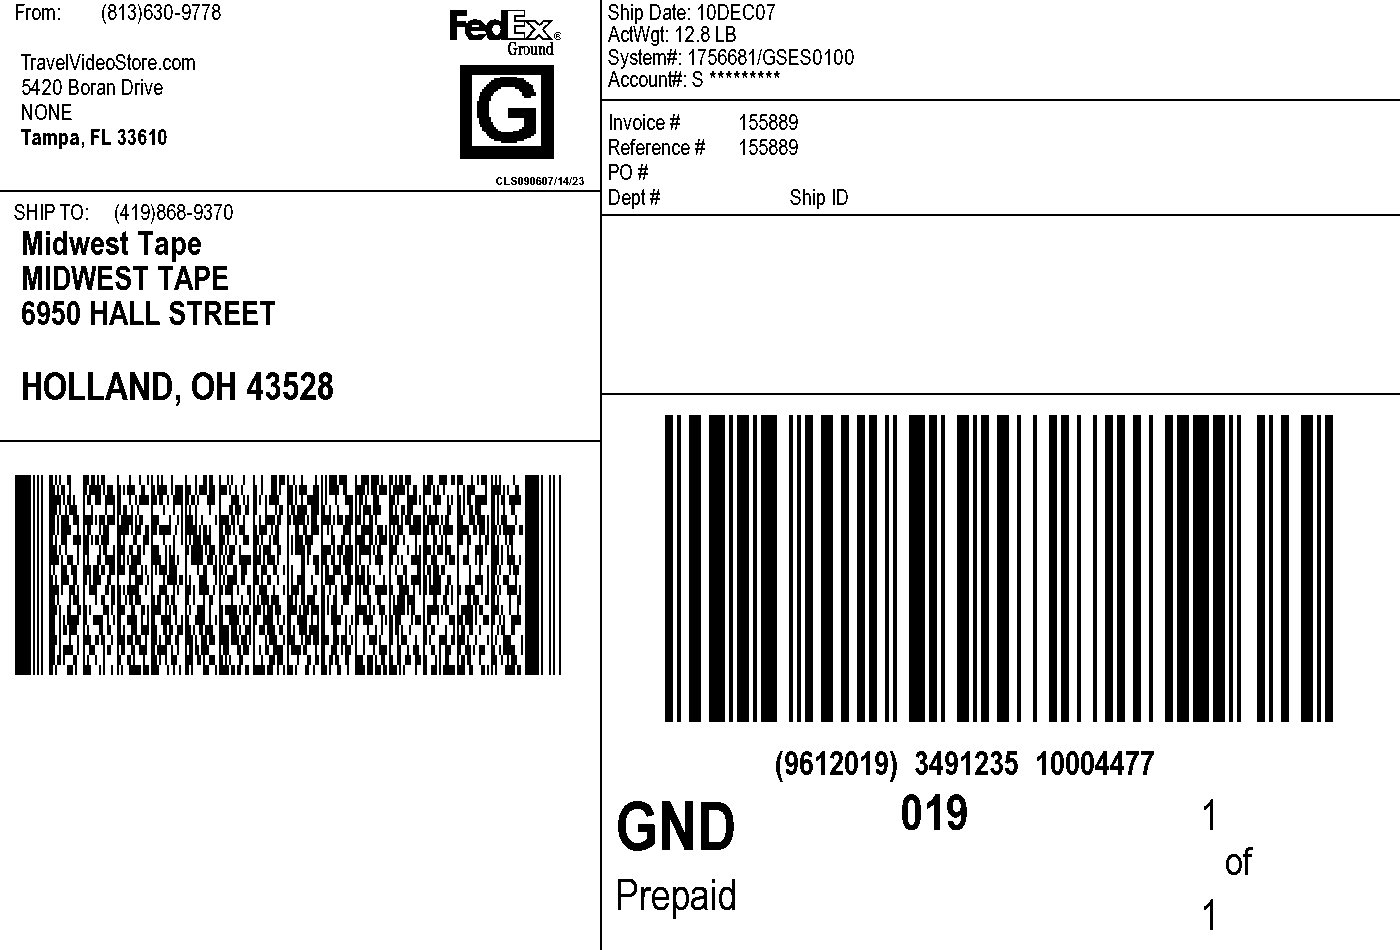 From: (813)630-9778
TravelVideoStore.com
5420 Boran Drive
NONE
Tampa, FL 33610
FedEx®
Ground
G
CLS090607/14/23
Ship Date: 10DEC07
ActWgt: 12.8 LB
System#: 1756681/GSES0100
Account#: S *********
Invoice # 155889
Reference # 155889
PO #
Dept # Ship ID
SHIP TO: (419)868-9370
Midwest Tape
MIDWEST TAPE
6950 HALL STREET
HOLLAND, OH 43528
(9612019) 3491235 10004477
GND 019 1
of
Prepaid 1